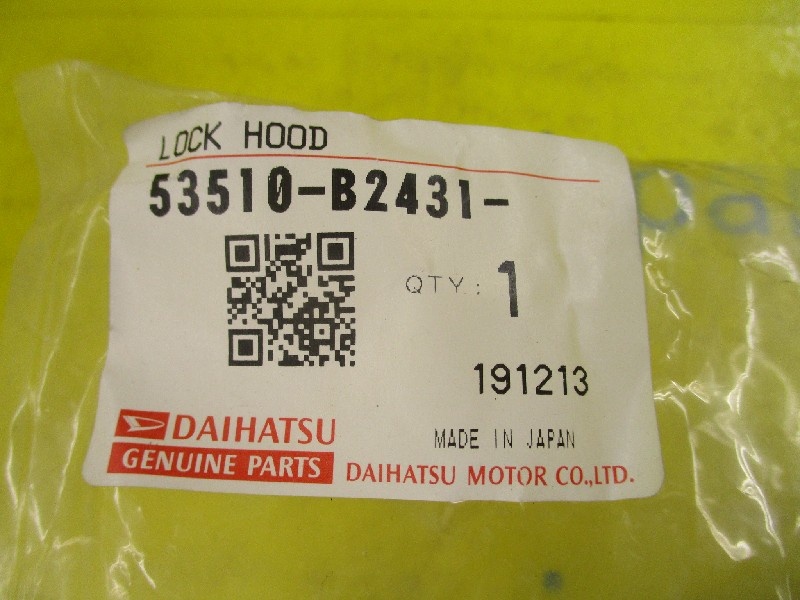 LOCK HOOD
53510-B2431-
QTY: 1
191213
MADE IN JAPAN
DAIHATSU
GENUINE PARTS
DAIHATSU MOTOR CO.,LTD.